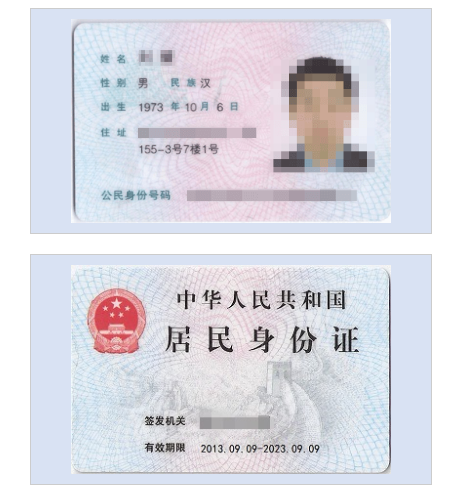 姓名
性别 男 民族 汉
出生 1973 年 10 月 6 日
住址
155-3号7楼1号
公民身份号码
中华人民共和国
居民身份证
签发机关
有效期限 2013.09.09-2023.09.09